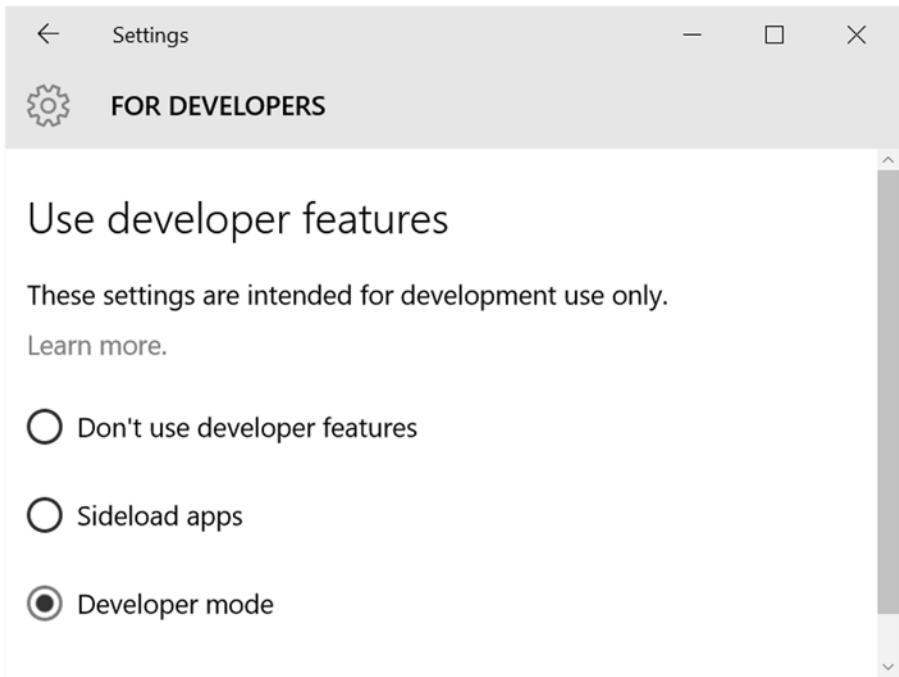 Settings
FOR DEVELOPERS
Use developer features
These settings are intended for development use only.
Learn more.
Don't use developer features
Sideload apps
Developer mode